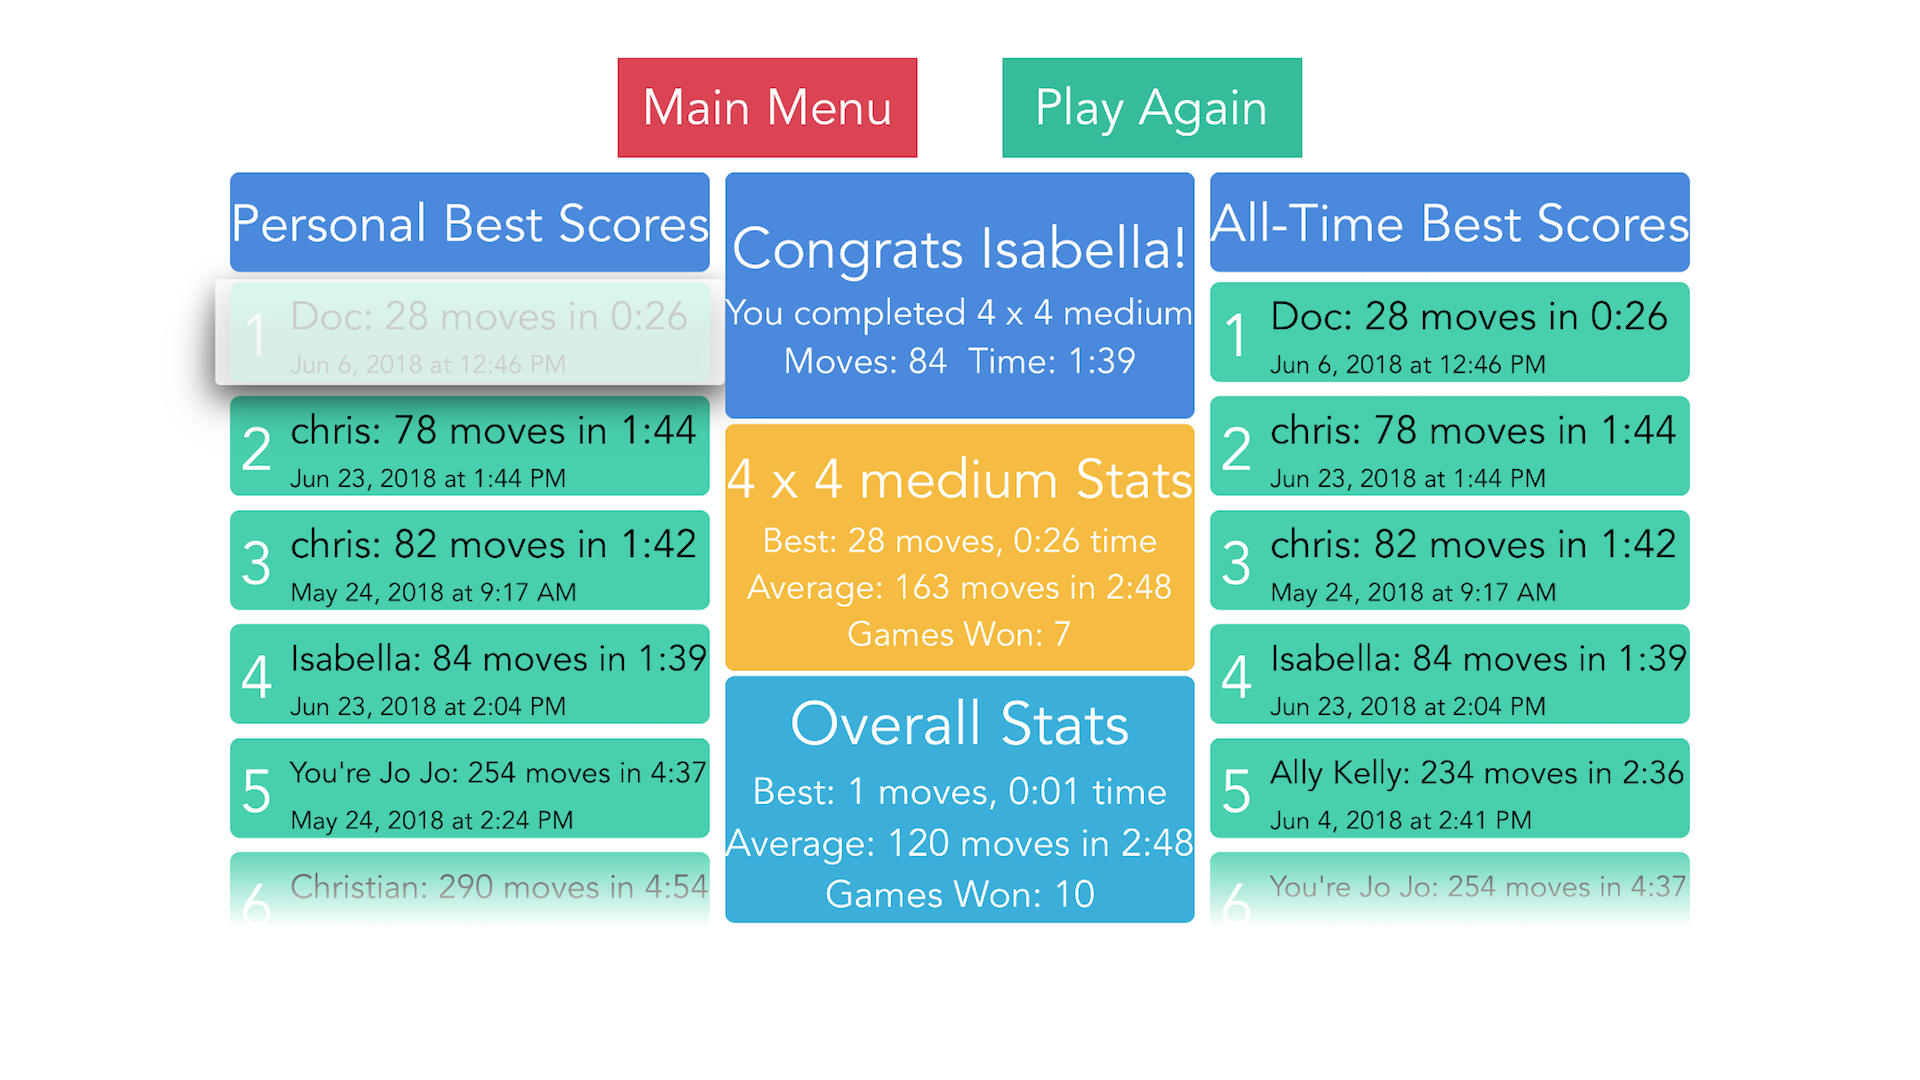 Main Menu
Play Again
Personal Best Scores
1
Doc: 28 moves in 0:26
Jun 6, 2018 at 12:46 PM
2
chris: 78 moves in 1:44
Jun 23, 2018 at 1:44 PM
3
chris: 82 moves in 1:42
May 24, 2018 at 9:17 AM
4
Isabella: 84 moves in 1:39
Jun 23, 2018 at 2:04 PM
5
You're Jo Jo: 254 moves in 4:37
May 24, 2018 at 2:24 PM
6
Christian: 290 moves in 4:54
Congrats Isabella!
You completed 4 x 4 medium
Moves: 84 Time: 1:39
4 x 4 medium Stats
Best: 28 moves, 0:26 time
Average: 163 moves in 2:48
Games Won: 7
Overall Stats
Best: 1 moves, 0:01 time
Average: 120 moves in 2:48
Games Won: 10
All-Time Best Scores
1
Doc: 28 moves in 0:26
Jun 6, 2018 at 12:46 PM
2
chris: 78 moves in 1:44
Jun 23, 2018 at 1:44 PM
3
chris: 82 moves in 1:42
May 24, 2018 at 9:17 AM
4
Isabella: 84 moves in 1:39
Jun 23, 2018 at 2:04 PM
5
Ally Kelly: 234 moves in 2:36
Jun 4, 2018 at 2:41 PM
6
You're Jo Jo: 254 moves in 4:37